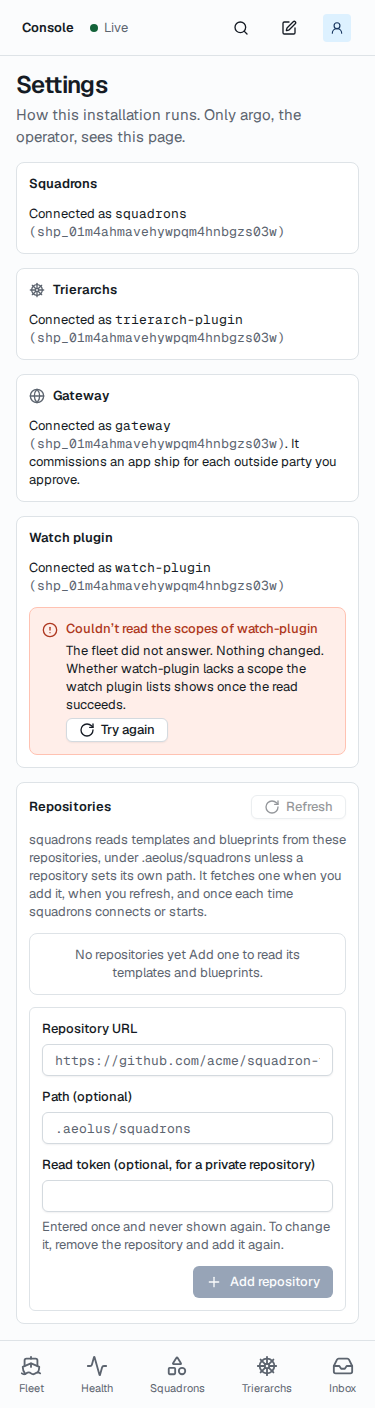 Console
Live
Settings
How this installation runs. Only argo, the
operator, sees this page.
Squadrons
Connected as squadrons
(shp_01m4ahmavehywpqm4hnbgzs03w)
Trierarchs
Connected as trierarch-plugin
(shp_01m4ahmavehywpqm4hnbgzs03w)
Gateway
Connected as gateway
(shp_01m4ahmavehywpqm4hnbgzs03w). It
commissions an app ship for each outside party you
approve.
Watch plugin
Connected as watch-plugin
(shp_01m4ahmavehywpqm4hnbgzs03w)
Couldn't read the scopes of watch-plugin
The fleet did not answer. Nothing changed.
Whether watch-plugin lacks a scope the
watch plugin lists shows once the read
succeeds.
Try again
Repositories
Refresh
squadrons reads templates and blueprints from these
repositories, under .aeolus/squadrons unless a
repository sets its own path. It fetches one when you
add it, when you refresh, and once each time
squadrons connects or starts.
No repositories yet Add one to read its
templates and blueprints.
Repository URL
https://github.com/acme/squadron-
Path (optional)
.aeolus/squadrons
Read token (optional, for a private repository)
Entered once and never shown again. To change
it, remove the repository and add it again.
Add repository
Fleet
Health
Squadrons
Trierarchs
Inbox